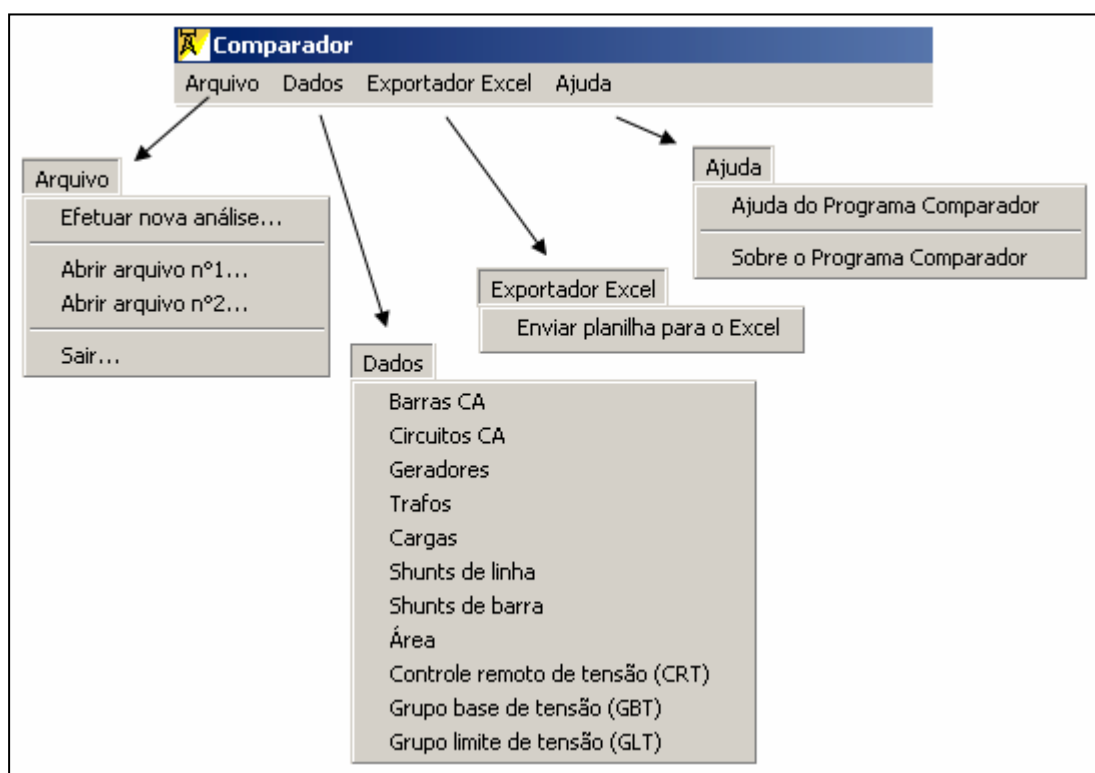 Comparador
Arquivo Dados Exportador Excel Ajuda
Arquivo
Efetuar nova análise...
Abrir arquivo nº1...
Abrir arquivo nº2...
Sair...
Dados
Barras CA
Circuitos CA
Geradores
Trafos
Cargas
Shunts de linha
Shunts de barra
Área
Controle remoto de tensão (CRT)
Grupo base de tensão (GBT)
Grupo limite de tensão (GLT)
Exportador Excel
Enviar planilha para o Excel
Ajuda
Ajuda do Programa Comparador
Sobre o Programa Comparador